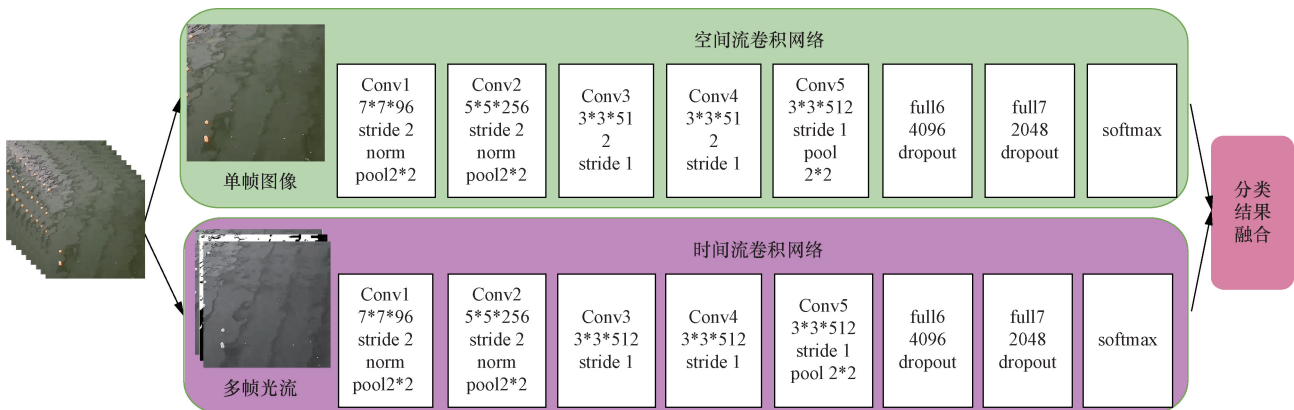 空间流卷积网络
单帧图像
Conv1
7*7*96
stride 2
norm
pool2*2
Conv2
5*5*256
stride 2
norm
pool2*2
Conv3
3*3*51
2
stride 1
Conv4
3*3*51
2
stride 1
Conv5
3*3*512
stride 1
pool
2*2
full6
4096
dropout
full7
2048
dropout
softmax
时间流卷积网络
多帧光流
Conv1
7*7*96
stride 2
norm
pool2*2
Conv2
5*5*256
stride 2
norm
pool2*2
Conv3
3*3*512
stride 1
Conv4
3*3*512
stride 1
Conv5
3*3*512
stride 1
pool 2*2
full6
4096
dropout
full7
2048
dropout
softmax
分类
结果
融合